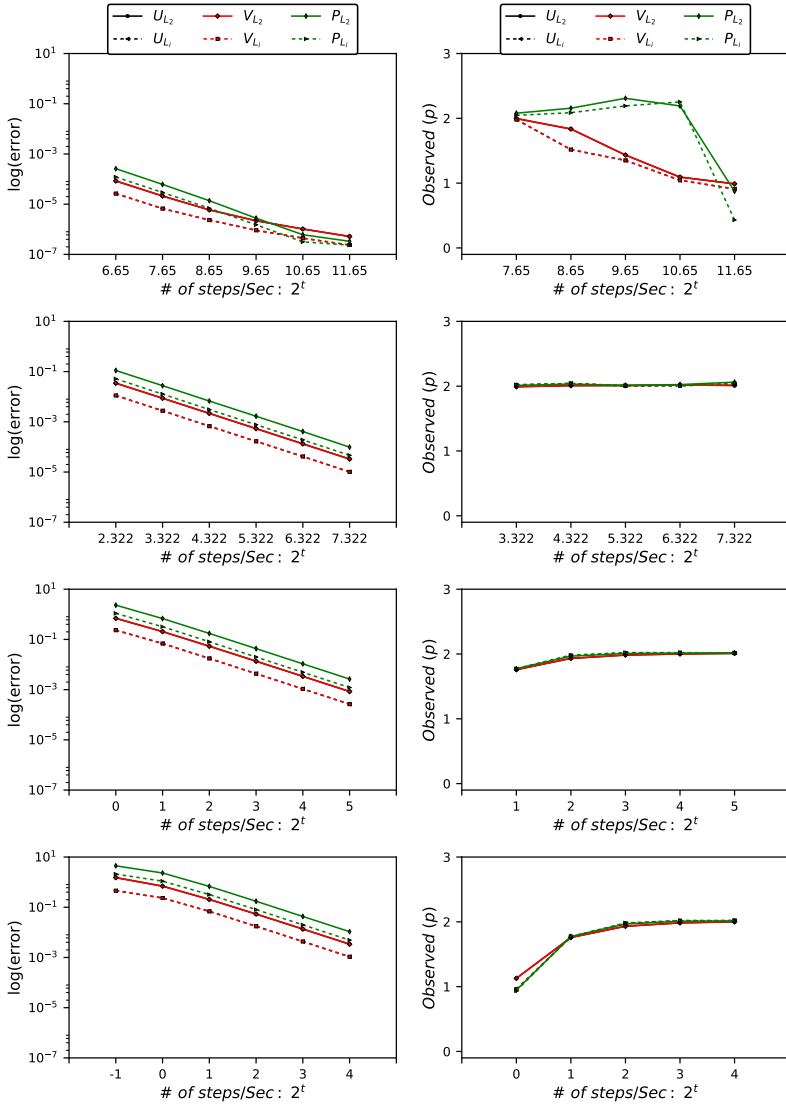 U_{L_2} V_{L_2} P_{L_2}
U_{L_i} V_{L_i} P_{L_i}
U_{L_2} V_{L_2} P_{L_2}
U_{L_i} V_{L_i} P_{L_i}
log(error)
10^1
10^{-1}
10^{-3}
10^{-5}
10^{-7}
6.65 7.65 8.65 9.65 10.65 11.65
# of steps/Sec : 2^t
Observed (p)
3
2
1
0
7.65 8.65 9.65 10.65 11.65
# of steps/Sec : 2^t
log(error)
10^1
10^{-1}
10^{-3}
10^{-5}
10^{-7}
2.322 3.322 4.322 5.322 6.322 7.322
# of steps/Sec : 2^t
Observed (p)
3
2
1
0
3.322 4.322 5.322 6.322 7.322
# of steps/Sec : 2^t
log(error)
10^1
10^{-1}
10^{-3}
10^{-5}
10^{-7}
0 1 2 3 4 5
# of steps/Sec : 2^t
Observed (p)
3
2
1
0
1 2 3 4 5
# of steps/Sec : 2^t
log(error)
10^1
10^{-1}
10^{-3}
10^{-5}
10^{-7}
-1 0 1 2 3 4
# of steps/Sec : 2^t
Observed (p)
3
2
1
0
0 1 2 3 4
# of steps/Sec : 2^t